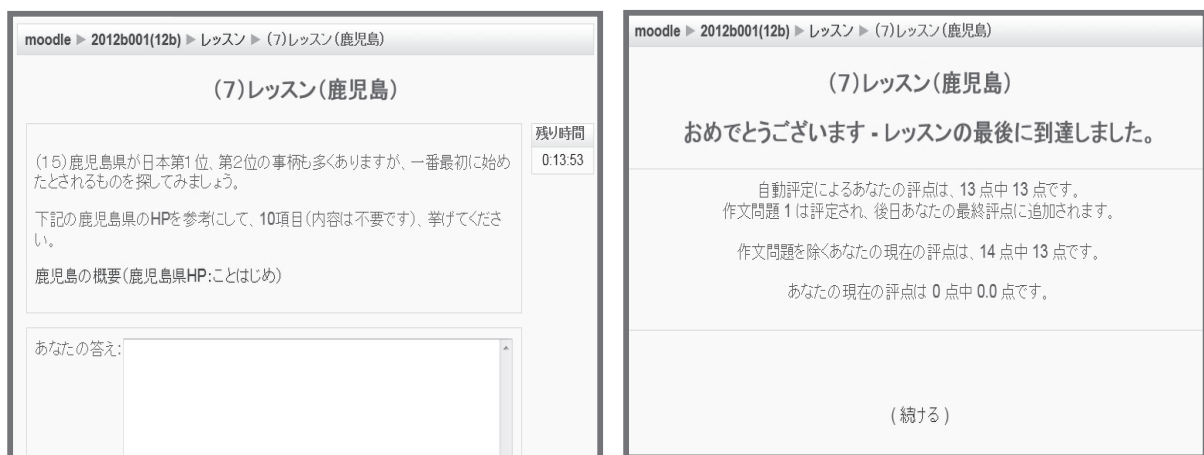 moodle ▶ 2012b001(12b) ▶ レッスン ▶ (7)レッスン(鹿児島)
(7)レッスン(鹿児島)
残り時間
0:13:53
(15)鹿児島県が日本第1位、第2位の事柄も多くありますが、一番最初に始め
たとされるものを探してみましょう。
下記の鹿児島県のHPを参考にして、10項目(内容は不要です)、挙げてくださ
い。
鹿児島の概要(鹿児島県HP:ことはじめ)
あなたの答え:
moodle ▶ 2012b001(12b) ▶ レッスン ▶ (7)レッスン(鹿児島)
(7)レッスン(鹿児島)
おめでとうございます - レッスンの最後に到達しました。
自動評定によるあなたの評点は、13 点中 13 点です。
作文問題 1 は評定され、後日あなたの最終評点に追加されます。
作文問題を除くあなたの現在の評点は、14 点中 13 点です。
あなたの現在の評点は 0 点中 0.0 点です。
( 続ける )